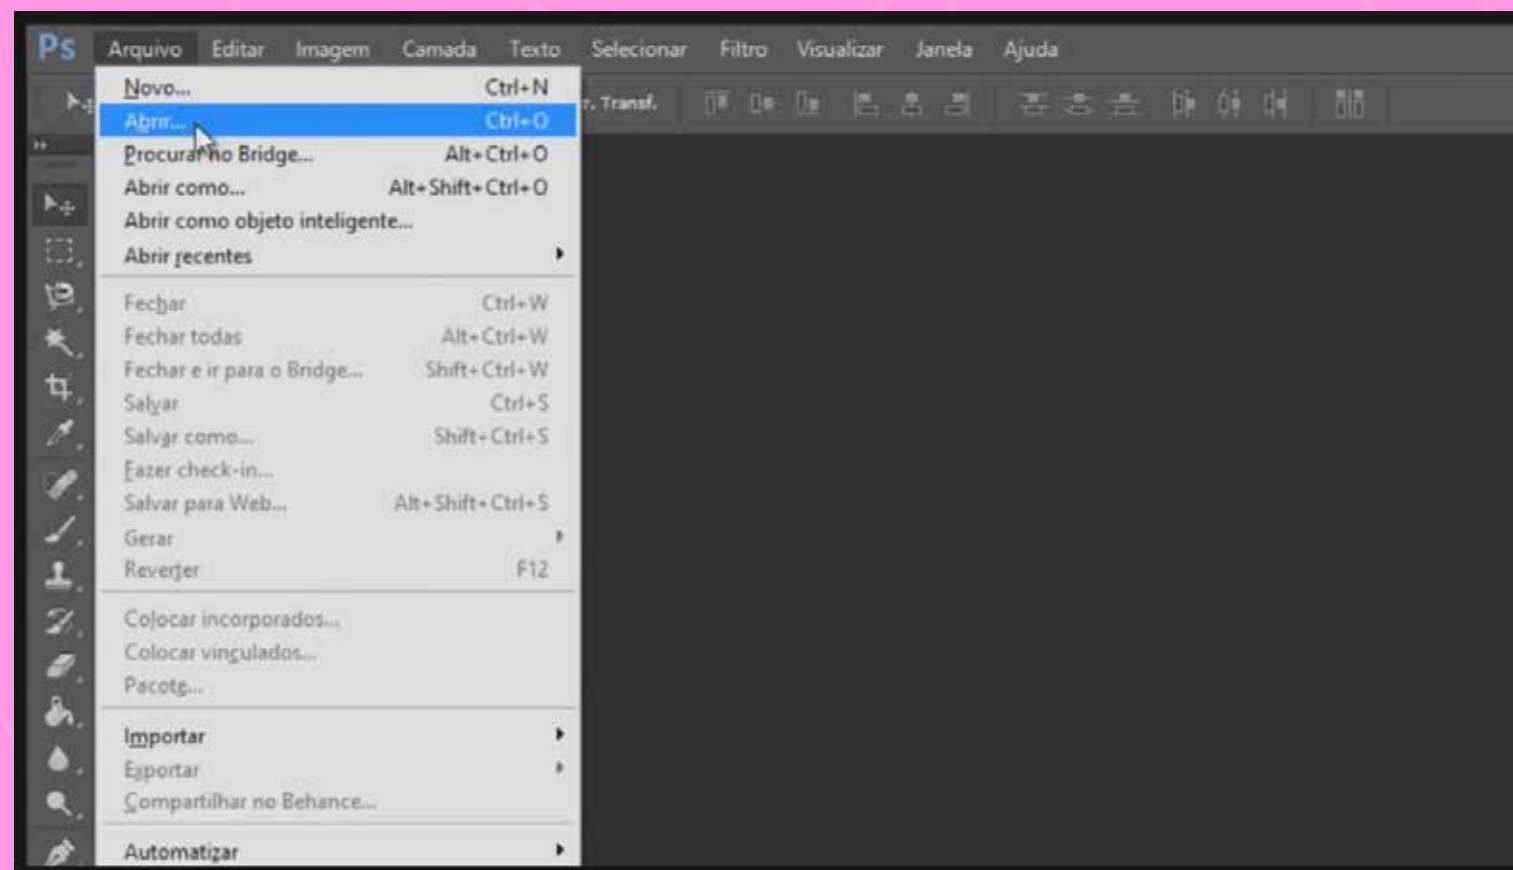 Ps Arquivo Editar Imagem Camada Texto Selecionar Filtro Visualizar Janela Ajuda
r. Transf.
Novo... Ctrl+N
Abrir... Ctrl+O
Procurar no Bridge... Alt+Ctrl+O
Abrir como... Alt+Shift+Ctrl+O
Abrir como objeto inteligente...
Abrir recentes
Fechar Ctrl+W
Fechar todas Alt+Ctrl+W
Fechar e ir para o Bridge... Shift+Ctrl+W
Salvar Ctrl+S
Salvar como... Shift+Ctrl+S
Fazer check-in...
Salvar para Web... Alt+Shift+Ctrl+S
Gerar
Reverter F12
Colocar incorporados...
Colocar vinculados...
Pacote...
Importar
Exportar
Compartilhar no Behance...
Automatizar